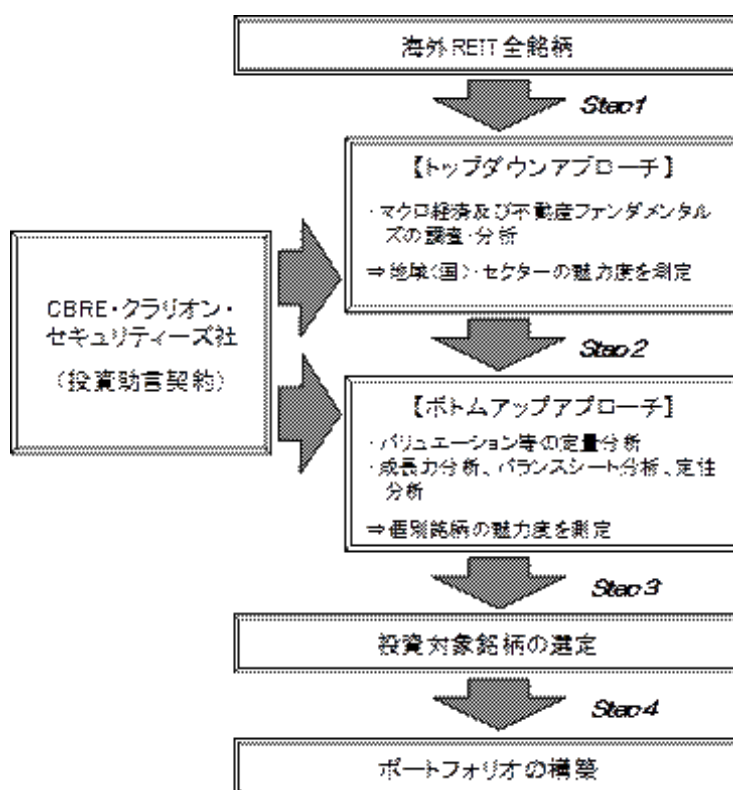 海外REIT全銘柄
Step1
【トップダウンアプローチ】
・マクロ経済及び不動産ファンダメンタル
ズの調査・分析
⇒地域(国)・セクターの魅力度を測定
CBRE・クラリオン・
セキュリティーズ社
(投資助言契約)
Step2
【ボトムアップアプローチ】
・バリュエーション等の定量分析
・成長力分析、バランスシート分析、定性
分析
⇒個別銘柄の魅力度を測定
Step3
投資対象銘柄の選定
Step4
ポートフォリオの構築